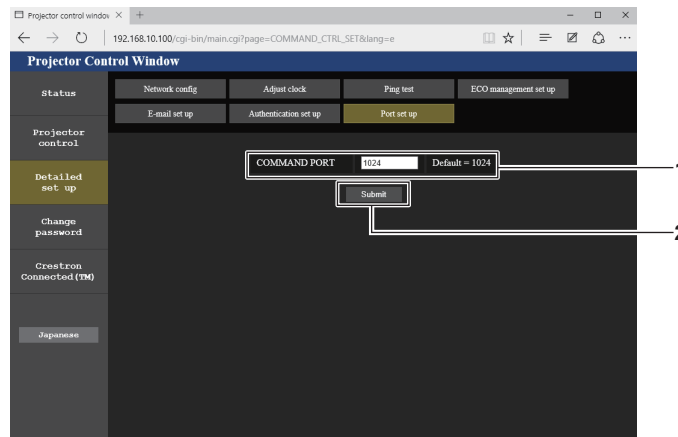 Projector control window
192.168.10.100/cgi-bin/main.cgi?page=COMMAND_CTRL_SET&lang=e
Projector Control Window
Status
Projector
control
Detailed
set up
Change
password
Crestron
Connected(TM)
Japanese
Network config
Adjust clock
Ping test
ECO management set up
E-mail set up
Authentication set up
Port set up
COMMAND PORT 1024 Default = 1024
Submit
1
2